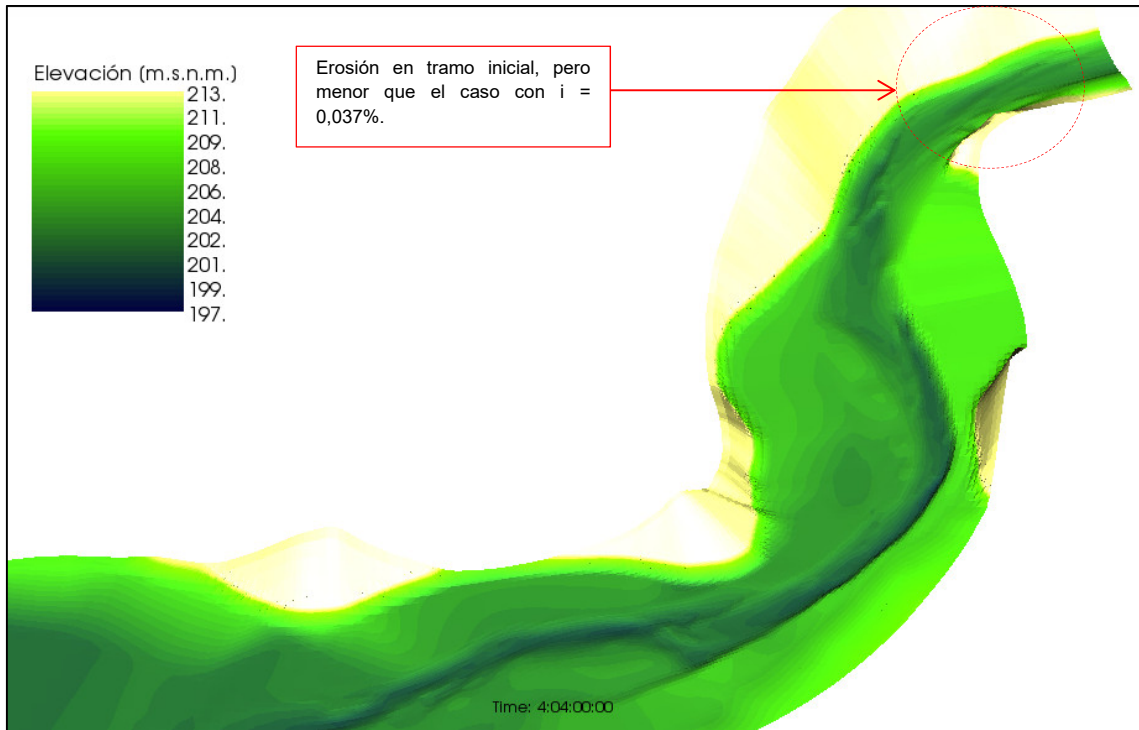 Erosión en tramo inicial, pero
menor que el caso con i =
0,037%.
Elevación (m.s.n.m.)
213.
211.
209.
208.
206.
204.
202.
201.
199.
197.
Time: 4:04:00:00